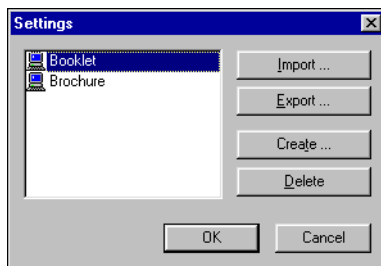 Settings
Booklet
Brochure
Import ...
Export ...
Create ...
Delete
OK
Cancel